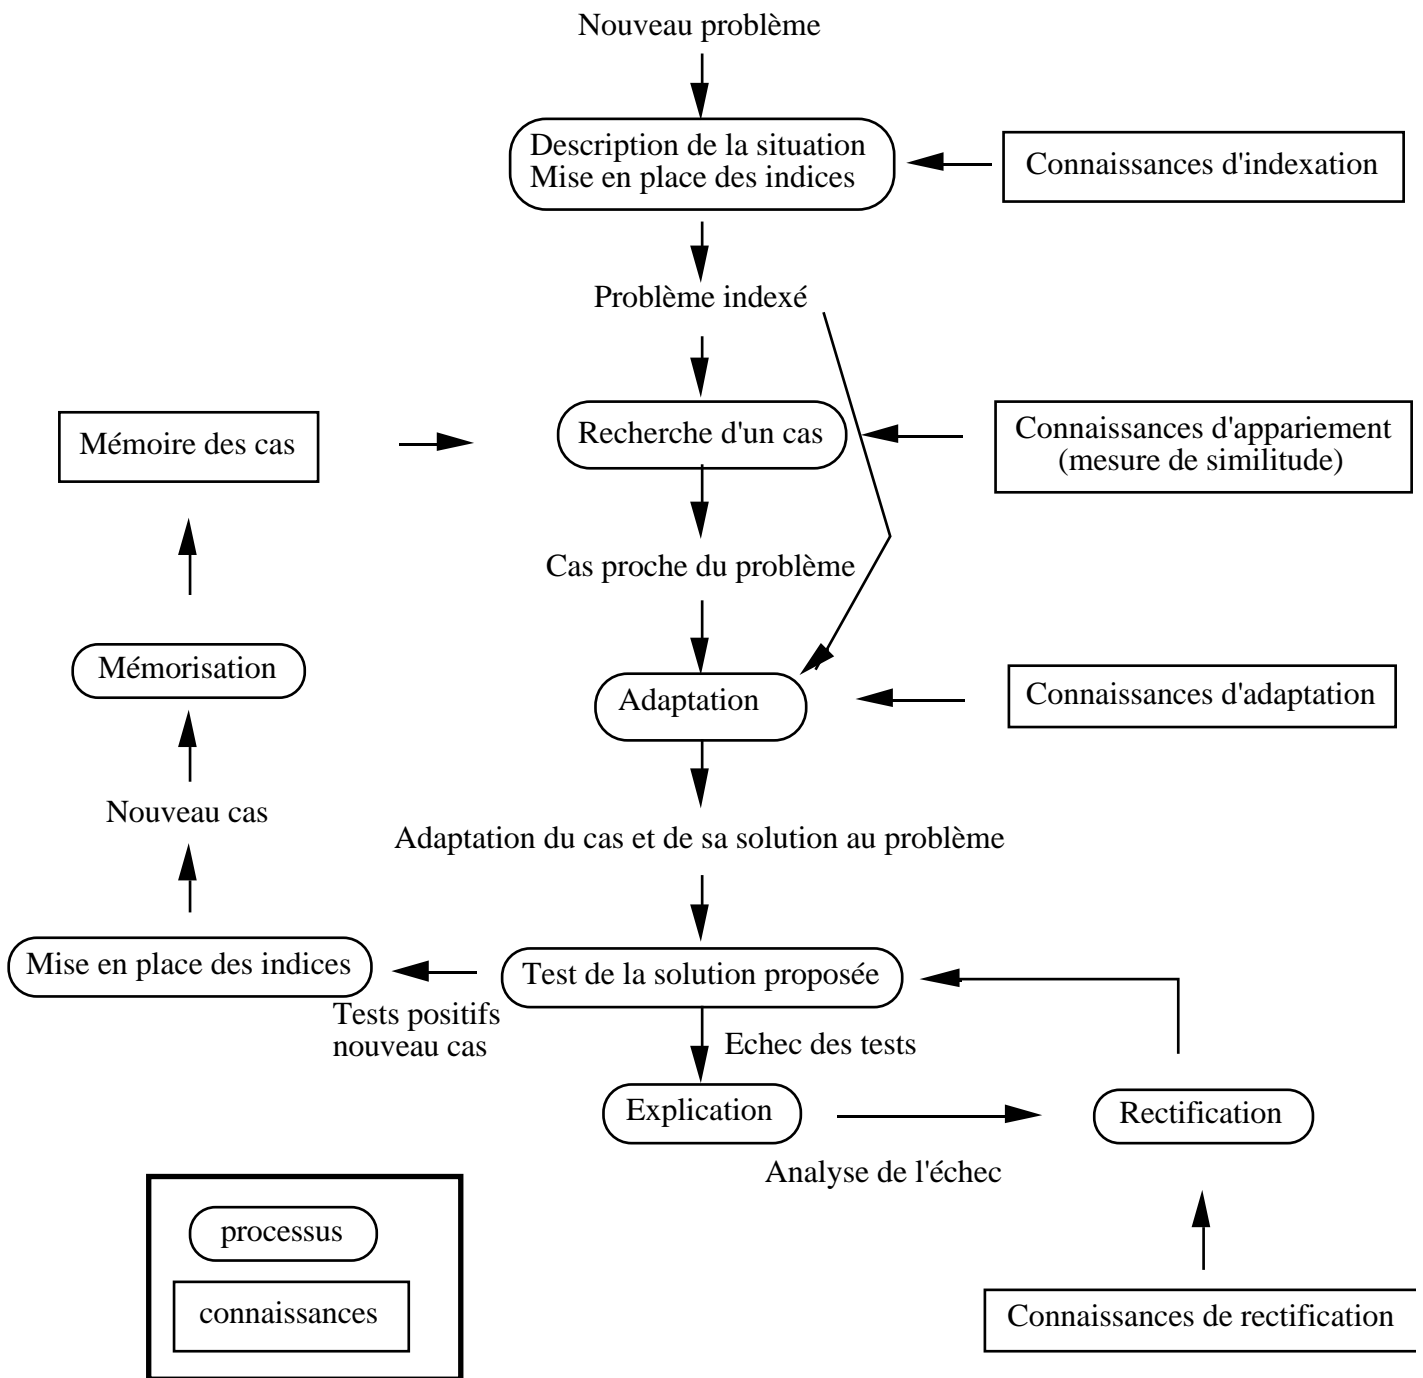 Nouveau problème
Description de la situation
Mise en place des indices
Connaissances d'indexation
Problème indexé
Mémoire des cas
Recherche d'un cas
Connaissances d'appariement
(mesure de similitude)
Cas proche du problème
Mémorisation
Adaptation
Connaissances d'adaptation
Nouveau cas
Adaptation du cas et de sa solution au problème
Mise en place des indices
Test de la solution proposée
Tests positifs
nouveau cas
Echec des tests
Explication
Rectification
Analyse de l'échec
processus
connaissances
Connaissances de rectification